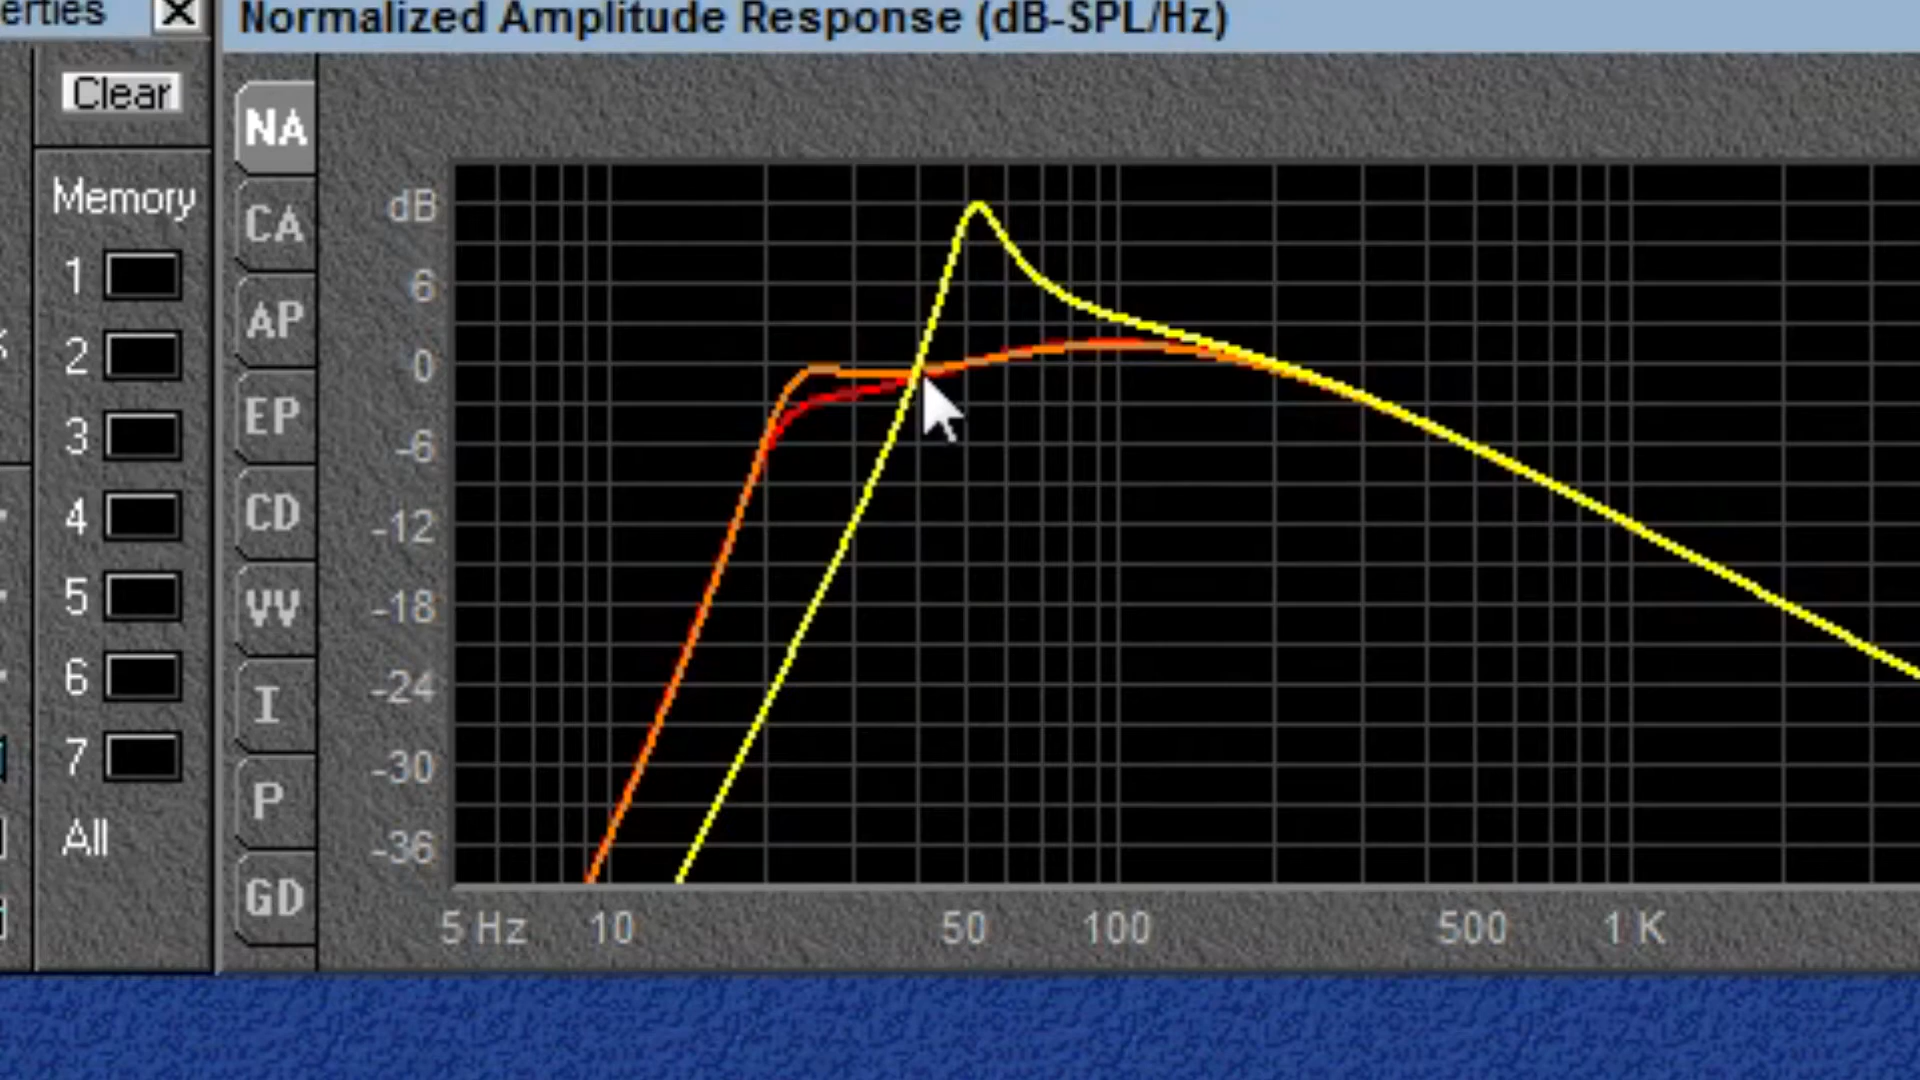 erties
Normalized Amplitude Response (dB-SPL/Hz)
Clear
Memory
1
2
3
4
5
6
7
All
NA
CA
AP
EP
CD
VV
I
P
GD
dB
6
0
-6
-12
-18
-24
-30
-36
5 Hz 10 50 100 500 1 K